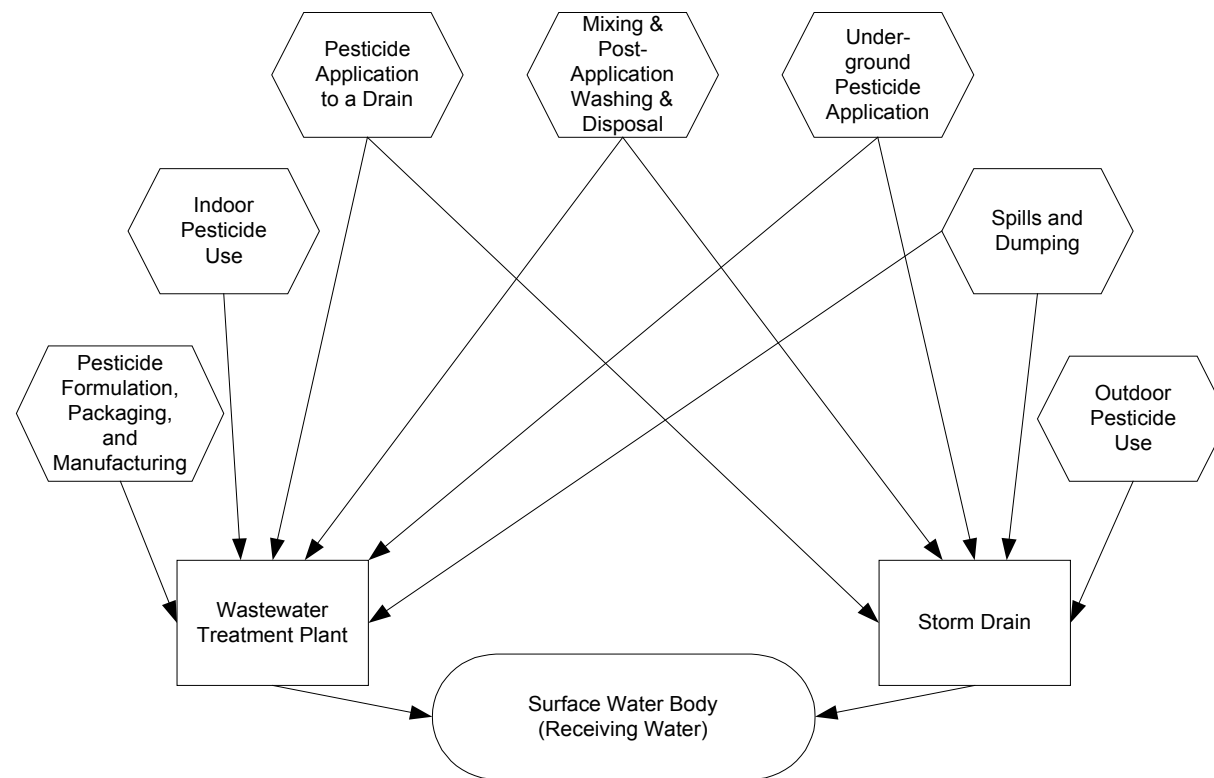 Pesticide
Application
to a Drain
Mixing &
Post-
Application
Washing &
Disposal
Under-
ground
Pesticide
Application
Indoor
Pesticide
Use
Spills and
Dumping
Pesticide
Formulation,
Packaging,
and
Manufacturing
Outdoor
Pesticide
Use
Wastewater
Treatment Plant
Storm Drain
Surface Water Body
(Receiving Water)